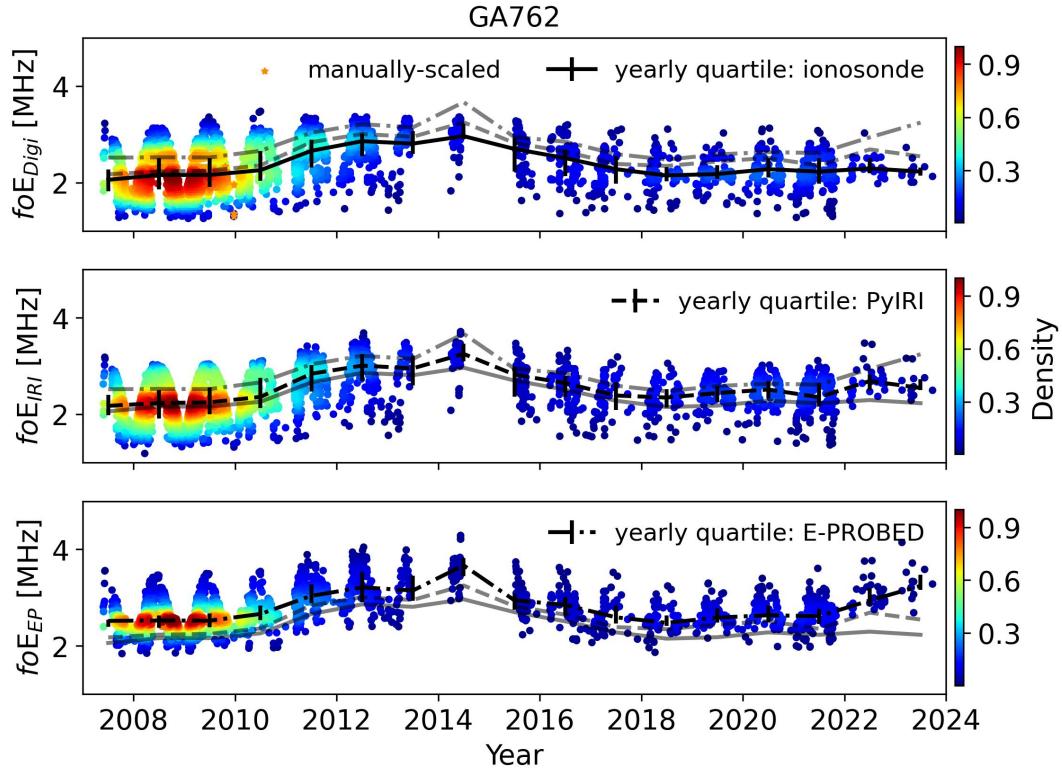 GA762
foE_Digi [MHz]
4
2
manually-scaled
yearly quartile: ionosonde
0.9
0.6
0.3
foE_IRI [MHz]
4
2
yearly quartile: PyIRI
0.9
0.6
0.3
Density
foE_EP [MHz]
4
2
yearly quartile: E-PROBED
0.9
0.6
0.3
2008 2010 2012 2014 2016 2018 2020 2022 2024
Year